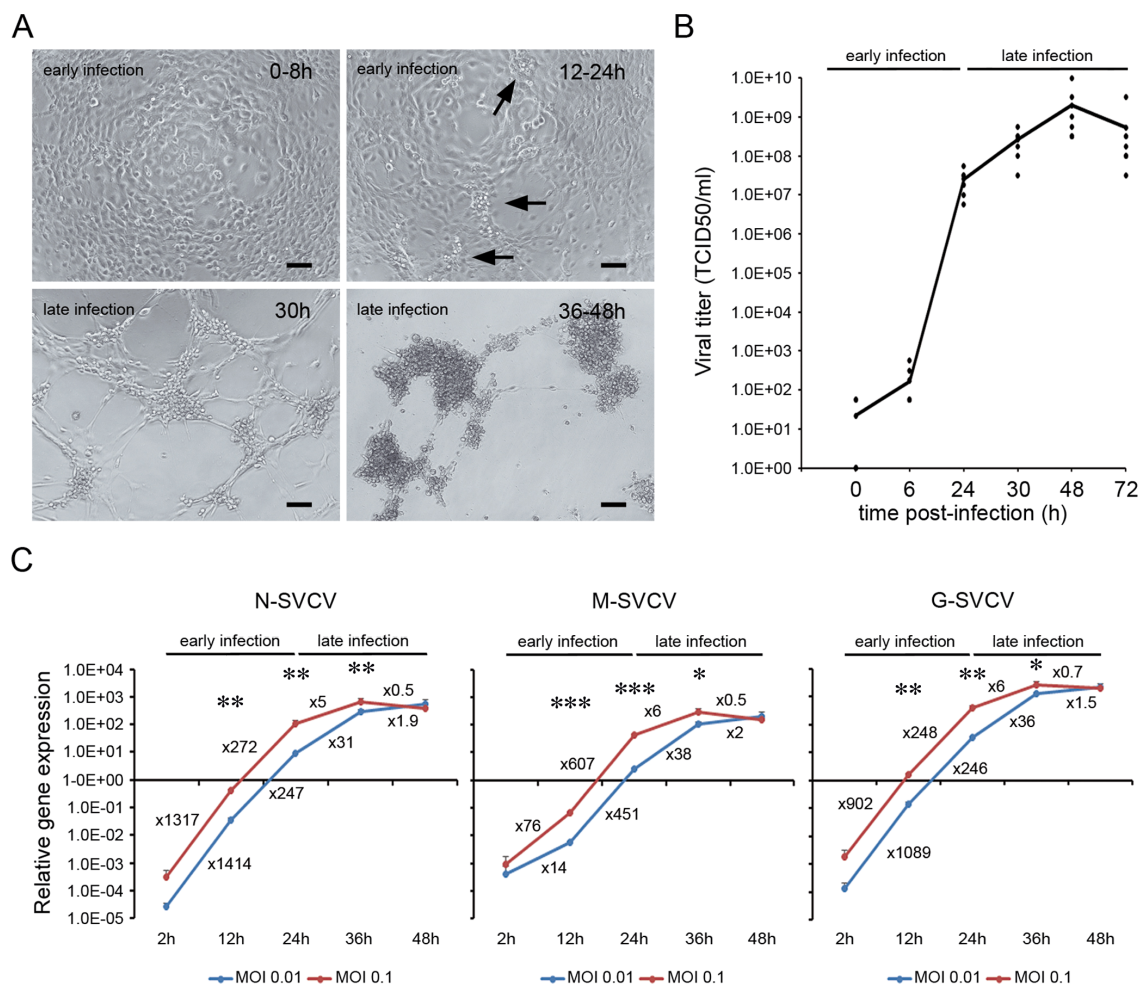 A
early infection 0-8h
early infection 12-24h
late infection 30h
late infection 36-48h
B
early infection late infection
1.0E+10
1.0E+09
1.0E+08
1.0E+07
1.0E+06
1.0E+05
1.0E+04
1.0E+03
1.0E+02
1.0E+01
1.0E+00
Viral titer (TCID50/ml)
0 6 24 30 48 72
time post-infection (h)
C
Relative gene expression
1.0E+04
1.0E+03
1.0E+02
1.0E+01
1-0E+00
1.0E-01
1.0E-02
1.0E-03
1.0E-04
1.0E-05
N-SVCV
early infection late infection
** ** **
x1317 x272 x5 x0.5
x1414 x247 x31 x1.9
2h 12h 24h 36h 48h
MOI 0.01 MOI 0.1
M-SVCV
early infection late infection
*** *** *
x76 x607 x6 x0.5
x14 x451 x38 x2
2h 12h 24h 36h 48h
MOI 0.01 MOI 0.1
G-SVCV
early infection late infection
** ** *
x902 x248 x6 x0.7
x1089 x246 x36 x1.5
2h 12h 24h 36h 48h
MOI 0.01 MOI 0.1